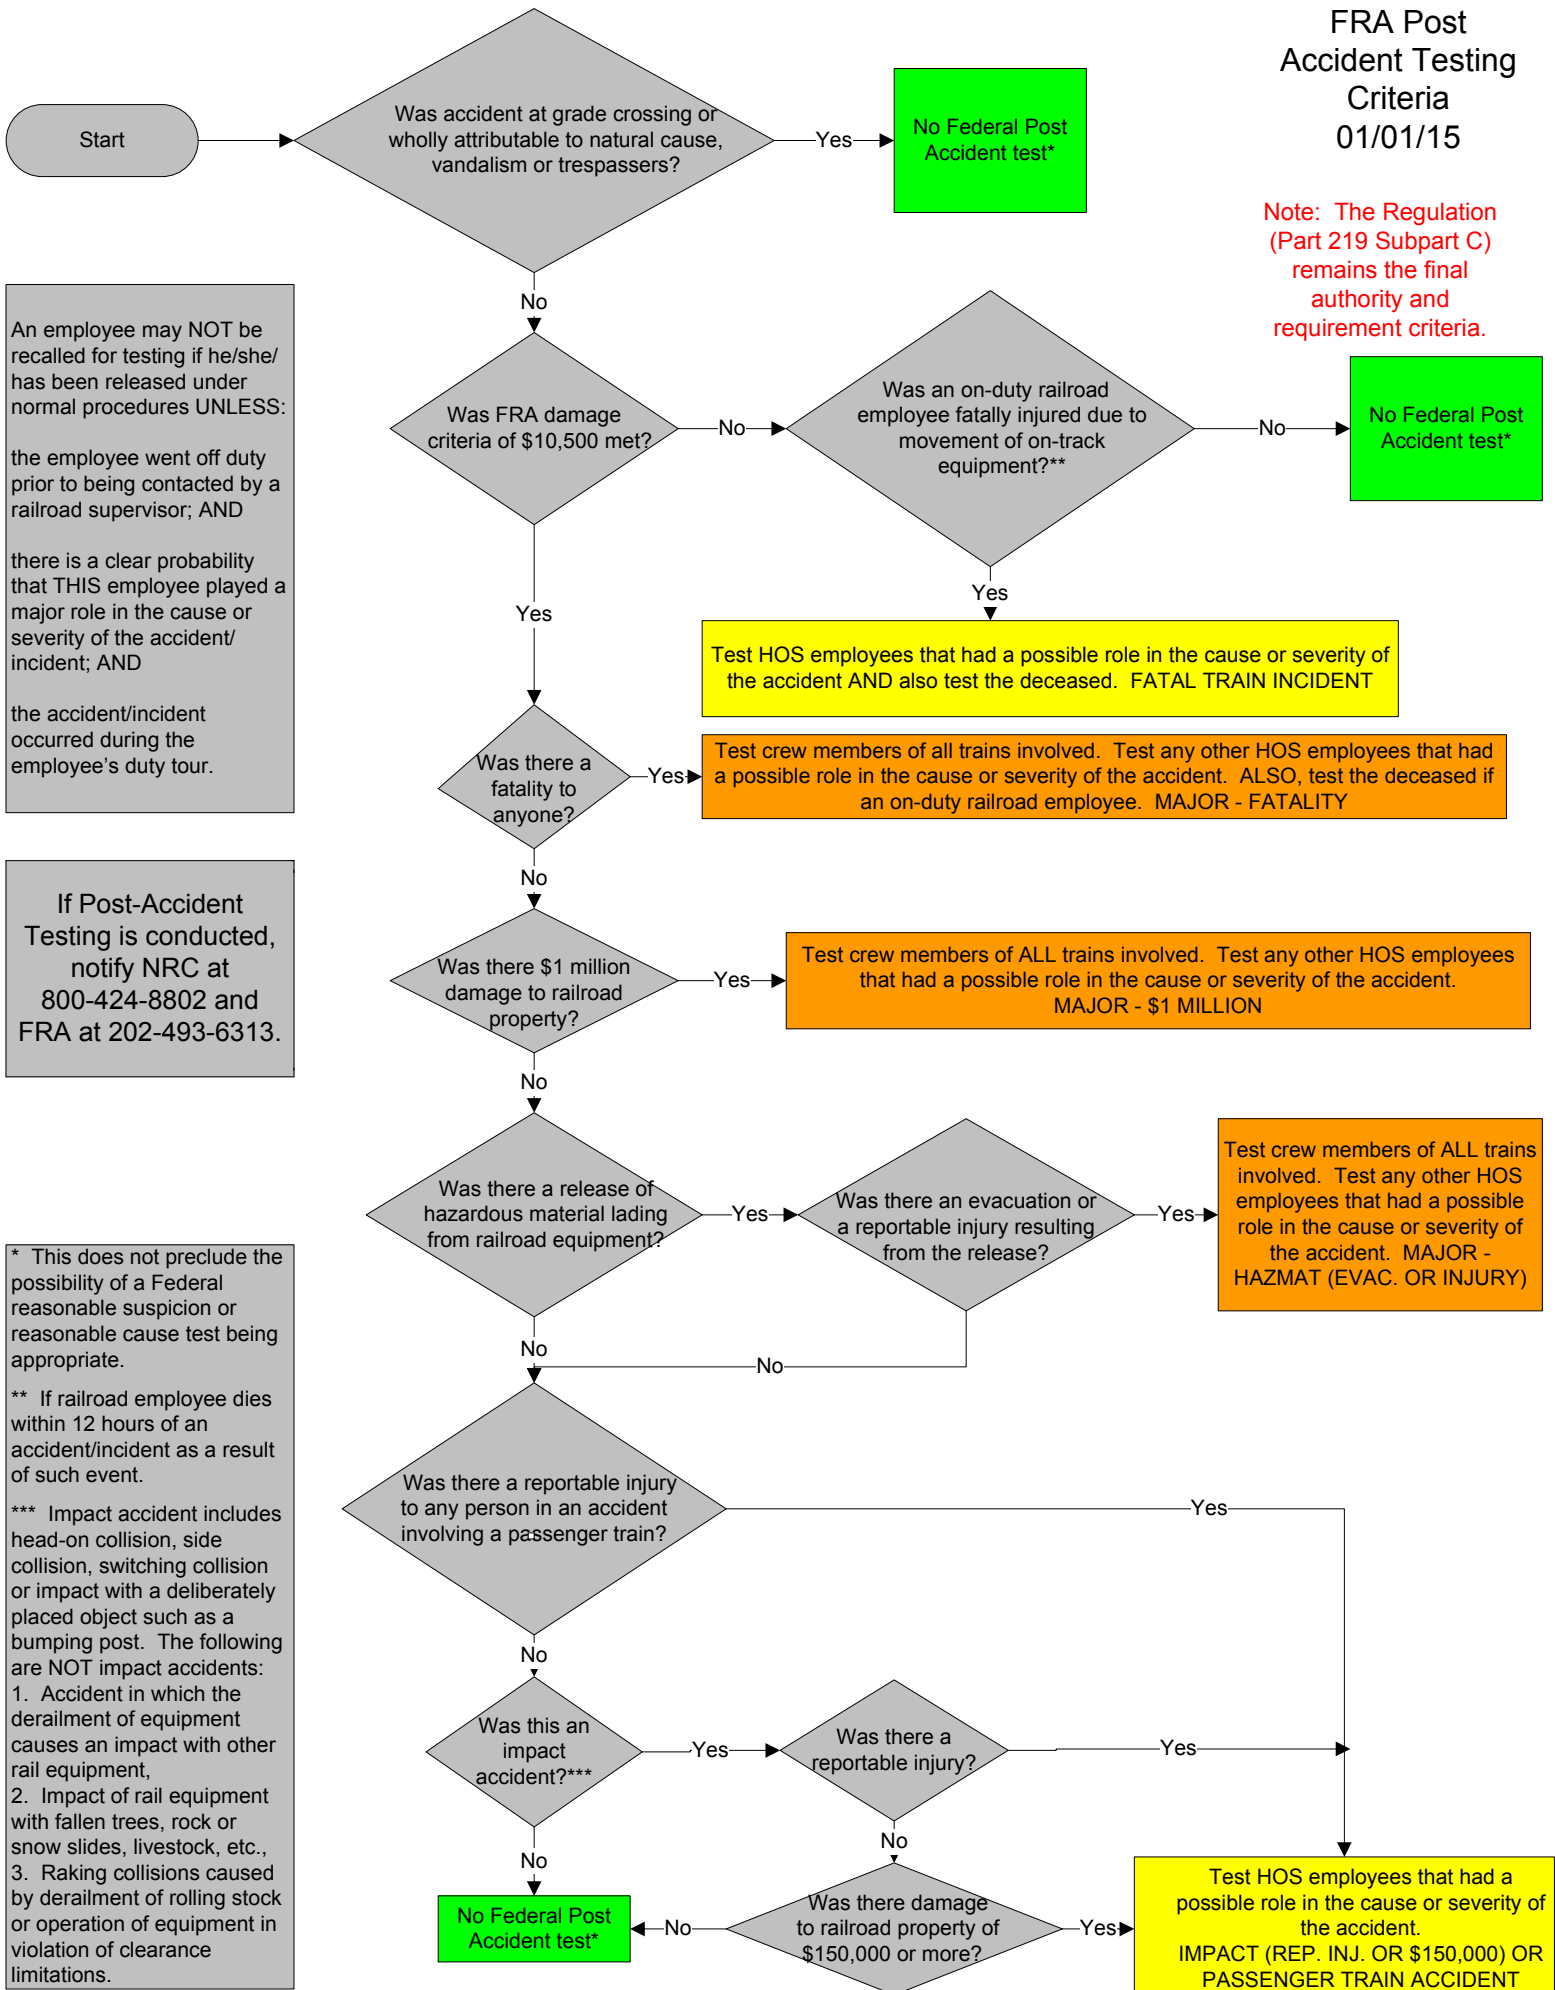 FRA Post
Accident Testing
Criteria
01/01/15
Note: The Regulation
(Part 219 Subpart C)
remains the final
authority and
requirement criteria.
Start
Was accident at grade crossing or
wholly attributable to natural cause,
vandalism or trespassers?
Yes
No Federal Post
Accident test*
No
An employee may NOT be
recalled for testing if he/she/
has been released under
normal procedures UNLESS:
the employee went off duty
prior to being contacted by a
railroad supervisor; AND
there is a clear probability
that THIS employee played a
major role in the cause or
severity of the accident/
incident; AND
the accident/incident
occurred during the
employee's duty tour.
Was FRA damage
criteria of $10,500 met?
No
Was an on-duty railroad
employee fatally injured due to
movement of on-track
equipment?**
No
No Federal Post
Accident test*
Yes
Test HOS employees that had a possible role in the cause or severity of
the accident AND also test the deceased. FATAL TRAIN INCIDENT
Yes
Was there a
fatality to
anyone?
Yes
Test crew members of all trains involved. Test any other HOS employees that had
a possible role in the cause or severity of the accident. ALSO, test the deceased if
an on-duty railroad employee. MAJOR - FATALITY
No
If Post-Accident
Testing is conducted,
notify NRC at
800-424-8802 and
FRA at 202-493-6313.
Was there $1 million
damage to railroad
property?
Yes
Test crew members of ALL trains involved. Test any other HOS employees
that had a possible role in the cause or severity of the accident.
MAJOR - $1 MILLION
No
Was there a release of
hazardous material lading
from railroad equipment?
Yes
Was there an evacuation or
a reportable injury resulting
from the release?
Yes
Test crew members of ALL trains
involved. Test any other HOS
employees that had a possible
role in the cause or severity of
the accident. MAJOR -
HAZMAT (EVAC. OR INJURY)
No
No
* This does not preclude the
possibility of a Federal
reasonable suspicion or
reasonable cause test being
appropriate.
** If railroad employee dies
within 12 hours of an
accident/incident as a result
of such event.
*** Impact accident includes
head-on collision, side
collision, switching collision
or impact with a deliberately
placed object such as a
bumping post. The following
are NOT impact accidents:
1. Accident in which the
derailment of equipment
causes an impact with other
rail equipment,
2. Impact of rail equipment
with fallen trees, rock or
snow slides, livestock, etc.,
3. Raking collisions caused
by derailment of rolling stock
or operation of equipment in
violation of clearance
limitations.
Was there a reportable injury
to any person in an accident
involving a passenger train?
Yes
No
Was this an
impact
accident?***
Yes
Was there a
reportable injury?
Yes
No
No
No Federal Post
Accident test*
No
Was there damage
to railroad property of
$150,000 or more?
Yes
Test HOS employees that had a
possible role in the cause or severity of
the accident.
IMPACT (REP. INJ. OR $150,000) OR
PASSENGER TRAIN ACCIDENT